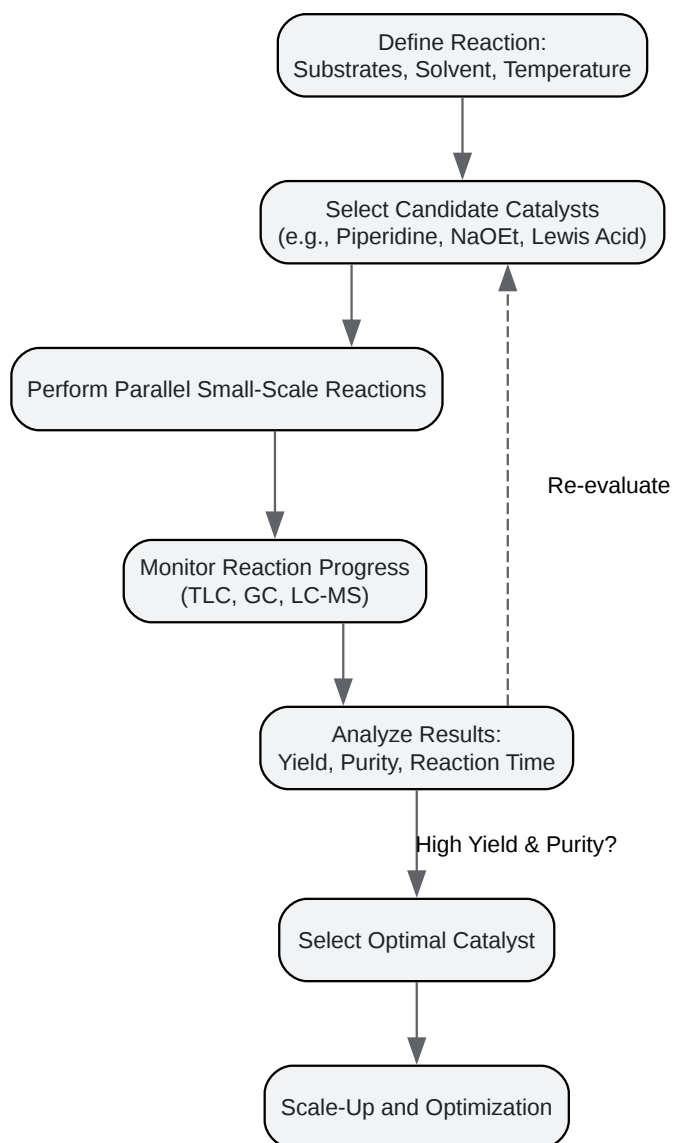 Define Reaction:
Substrates, Solvent, Temperature
Select Candidate Catalysts
(e.g., Piperidine, NaOEt, Lewis Acid)
Perform Parallel Small-Scale Reactions
Re-evaluate
Monitor Reaction Progress
(TLC, GC, LC-MS)
Analyze Results:
Yield, Purity, Reaction Time
High Yield & Purity?
Select Optimal Catalyst
Scale-Up and Optimization